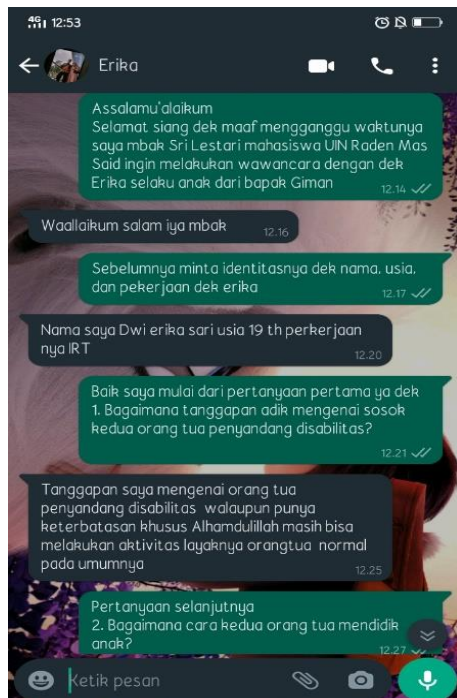 4G 12:53
Erika
Assalamu'alaikum
Selamat siang dek maaf mengganggu waktunya
saya mbak Sri Lestari mahasiswa UIN Raden Mas
Said ingin melakukan wawancara dengan dek
Erika selaku anak dari bapak Giman
12.14
Waallaikum salam iya mbak
12.16
Sebelumnya minta identitasnya dek nama, usia,
dan pekerjaan dek erika
12.17
Nama saya Dwi erika sari usia 19 th perkerjaan
nya IRT
12.20
Baik saya mulai dari pertanyaan pertama ya dek
1. Bagaimana tanggapan adik mengenai sosok
kedua orang tua penyandang disabilitas?
12.21
Tanggapan saya mengenai orang tua
penyandang disabilitas walaupun punya
keterbatasan khusus Alhamdulillah masih bisa
melakukan aktivitas layaknya orangtua normal
pada umumnya
12.25
Pertanyaan selanjutnya
2. Bagaimana cara kedua orang tua mendidik
anak?
12.27
Ketik pesan